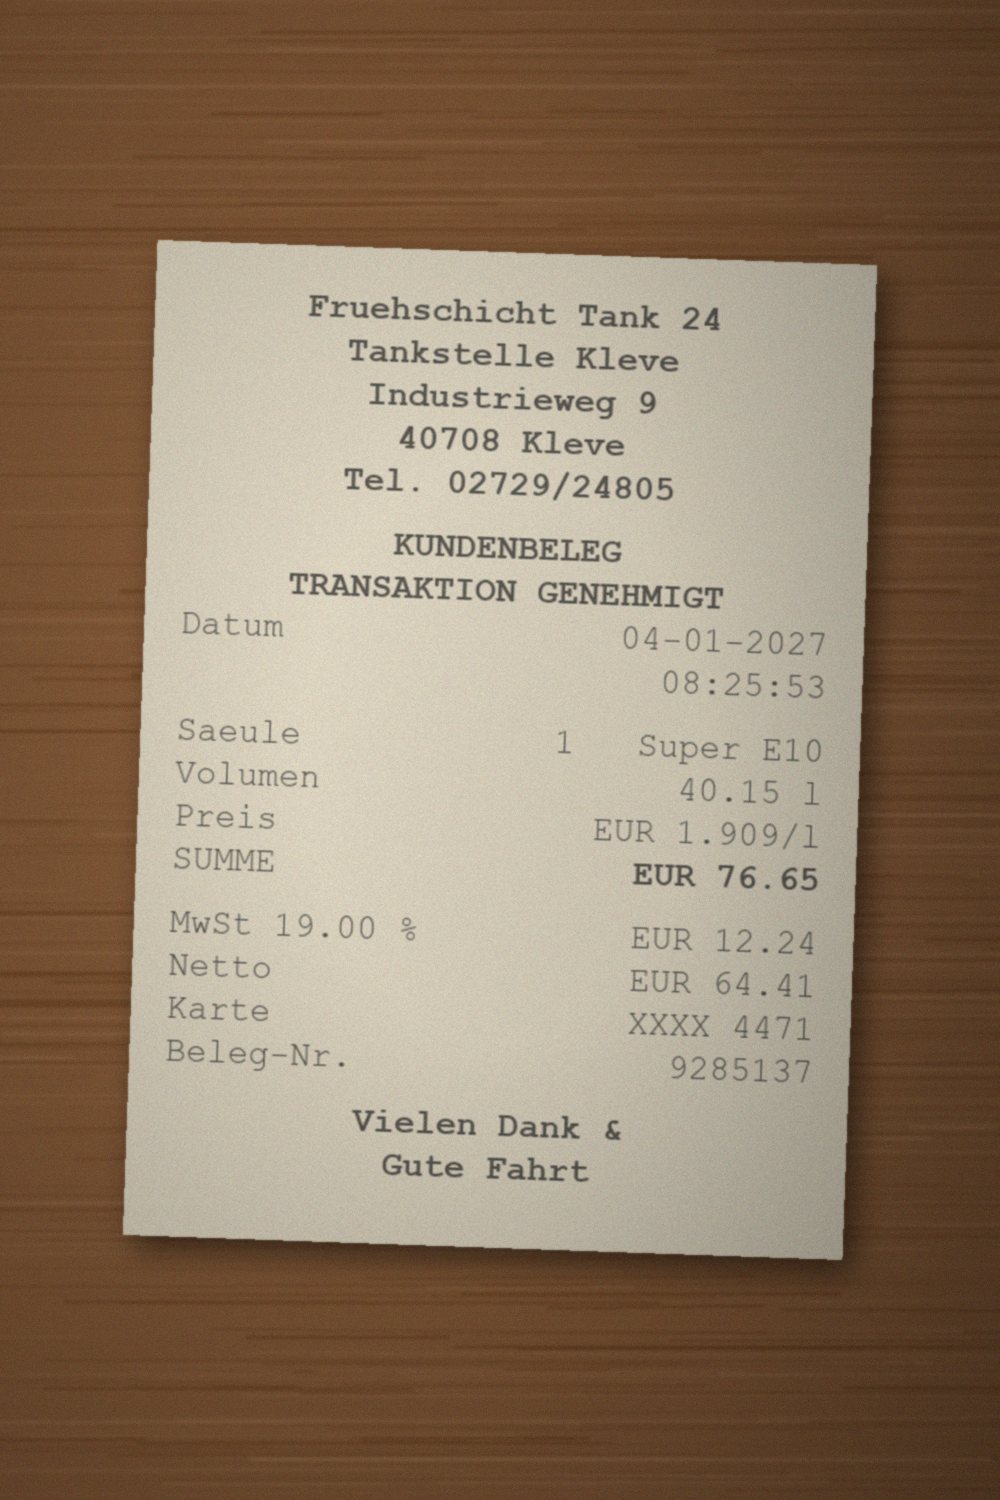 Fruehschicht Tank 24
Tankstelle Kleve
Industrieweg 9
40708 Kleve
Tel. 02729/24805
KUNDENBELEG
TRANSAKTION GENEHMIGT
Datum 04-01-2027
08:25:53
Saeule 1 Super E10
Volumen 40.15 l
Preis EUR 1.909/l
SUMME EUR 76.65
MwSt 19.00 % EUR 12.24
Netto EUR 64.41
Karte XXXX 4471
Beleg-Nr. 9285137
Vielen Dank &
Gute Fahrt